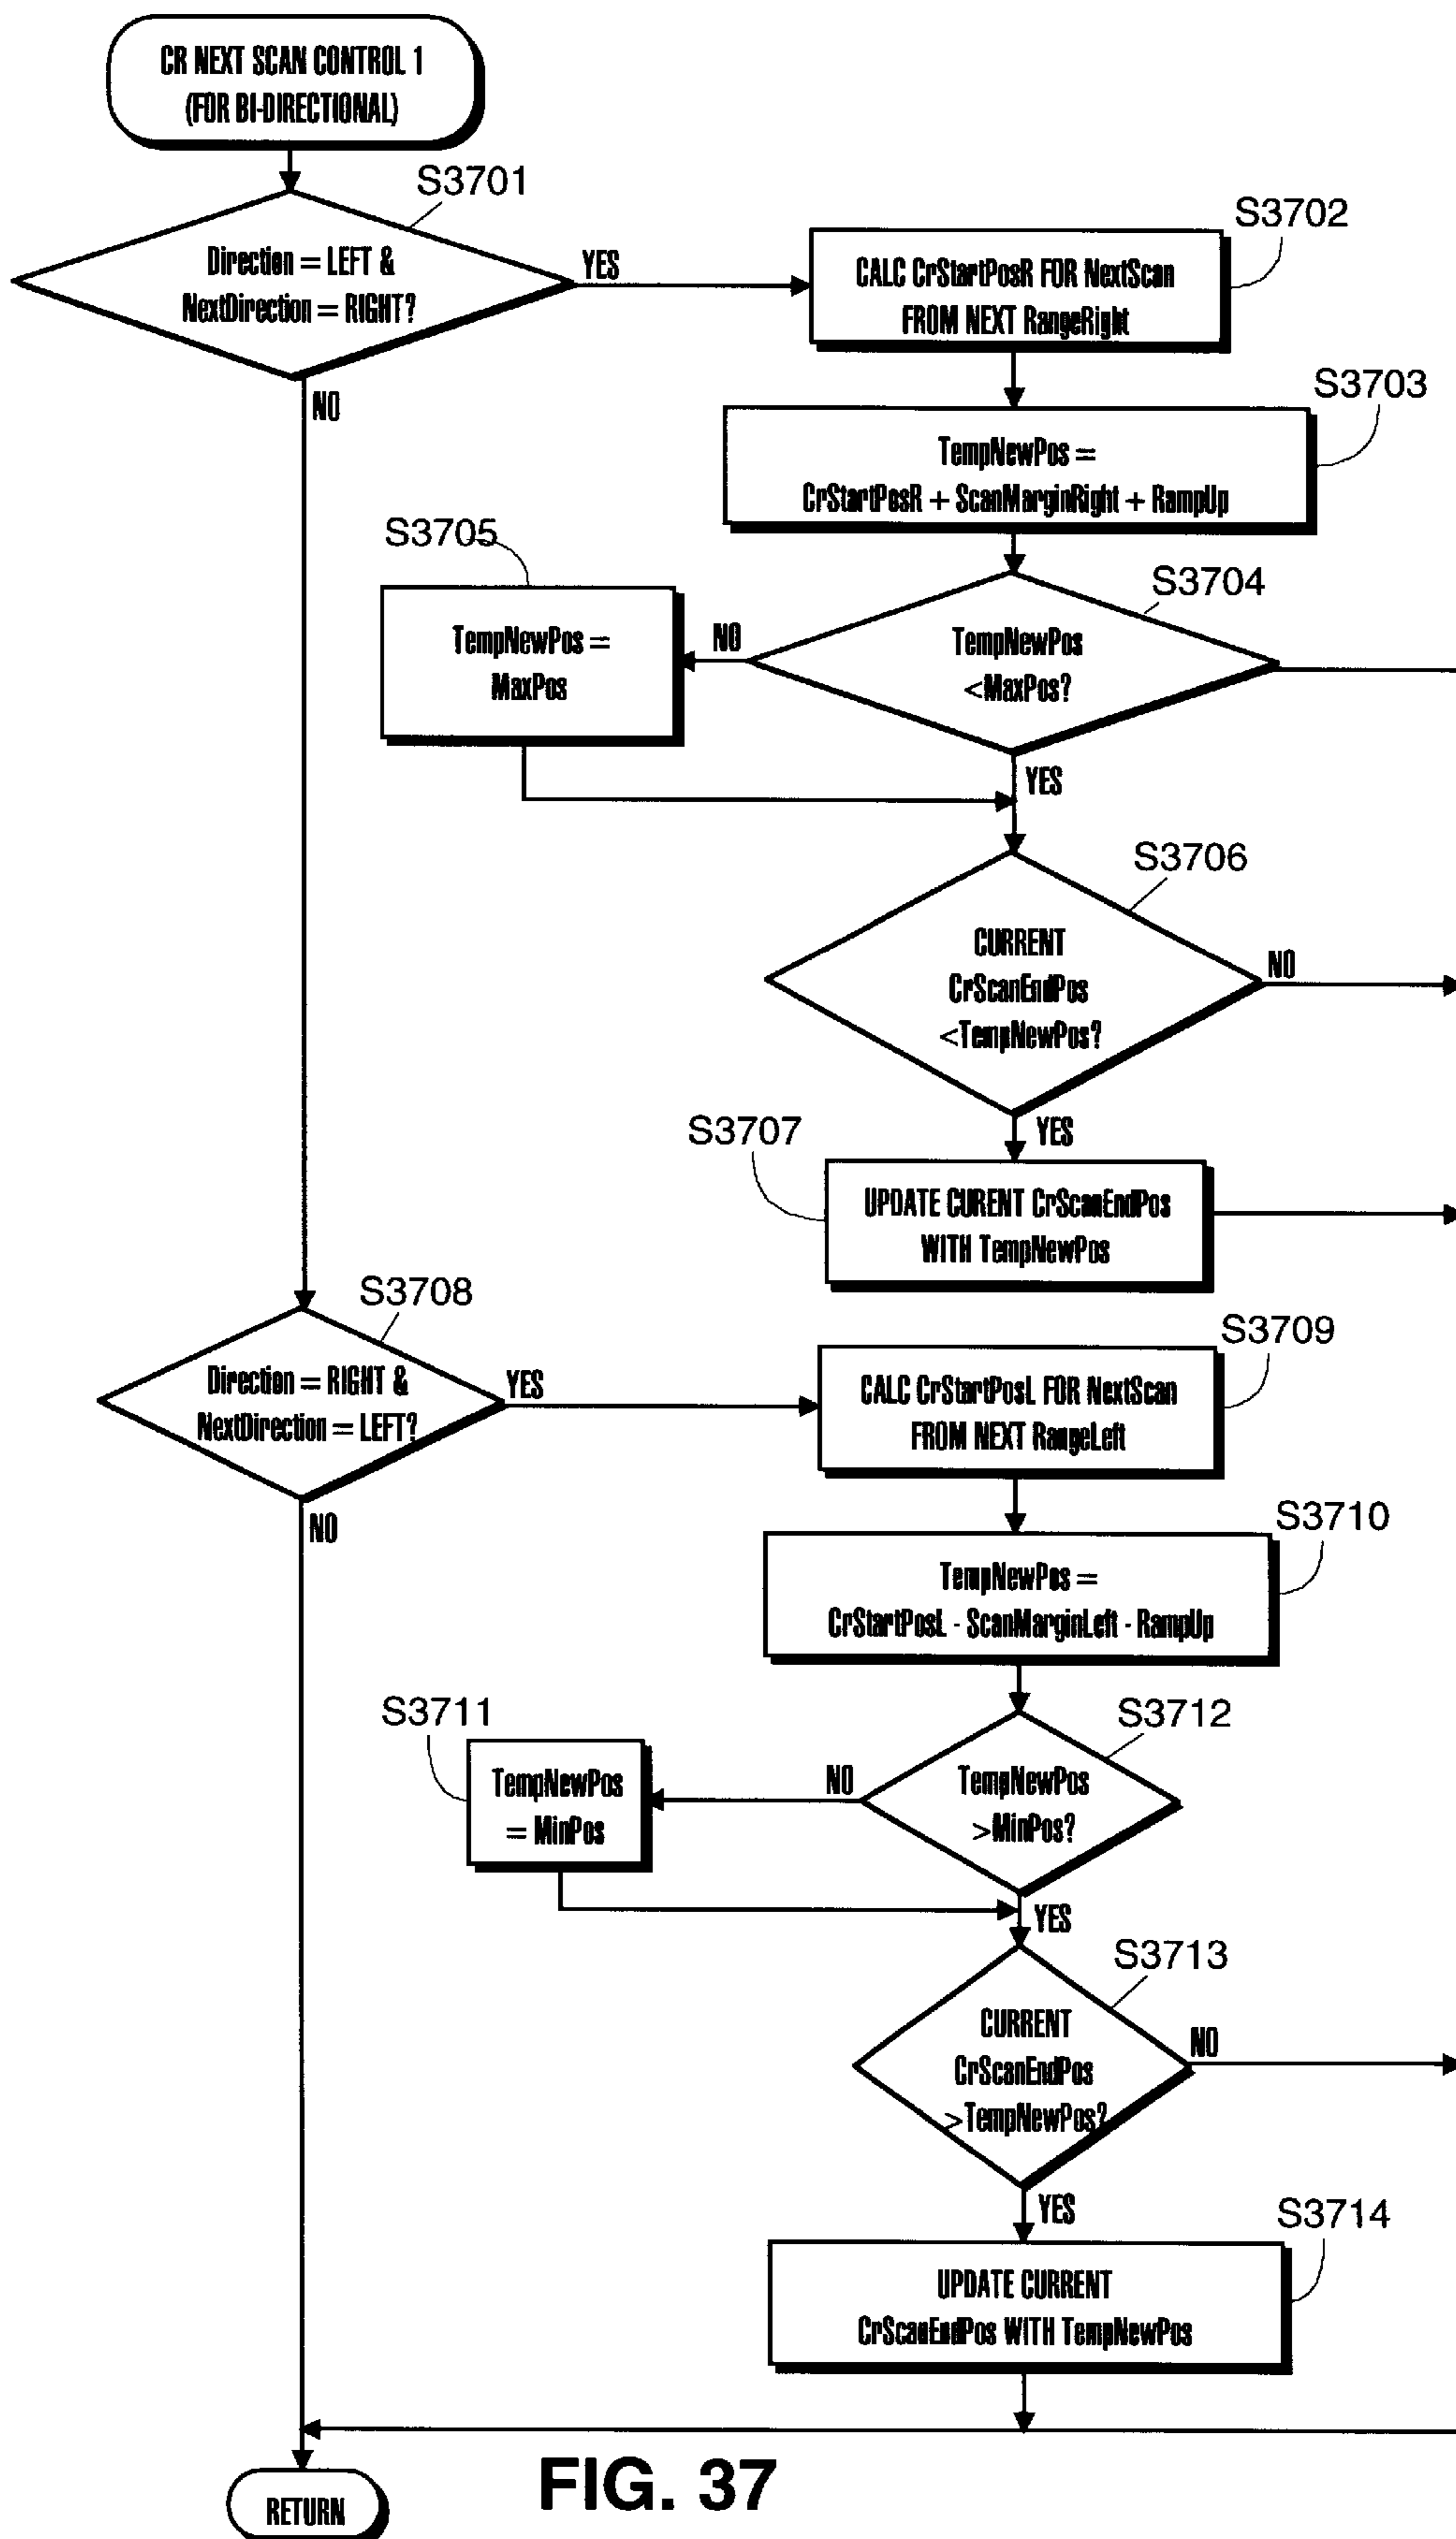 CR NEXT SCAN CONTROL 1
(FOR BI-DIRECTIONAL)
S3701
Direction = LEFT &
NextDirection = RIGHT?
YES
NO
S3702
CALC CrStartPosR FOR NextScan
FROM NEXT RangeRight
S3703
TempNewPos =
CrStartPosR + ScanMarginRight + RampUp
S3705
TempNewPos =
MaxPos
NO
S3704
TempNewPos
<MaxPos?
YES
S3706
CURRENT
CrScanEndPos
<TempNewPos?
NO
YES
S3707
UPDATE CURENT CrScanEndPos
WITH TempNewPos
S3708
Direction = RIGHT &
NextDirection = LEFT?
YES
NO
S3709
CALC CrStartPosL FOR NextScan
FROM NEXT RangeLeft
S3710
TempNewPos =
CrStartPosL - ScanMarginLeft - RampUp
S3711
TempNewPos
= MinPos
NO
S3712
TempNewPos
>MinPos?
YES
S3713
CURRENT
CrScanEndPos
>TempNewPos?
NO
YES
S3714
UPDATE CURRENT
CrScanEndPos WITH TempNewPos
RETURN
FIG. 37